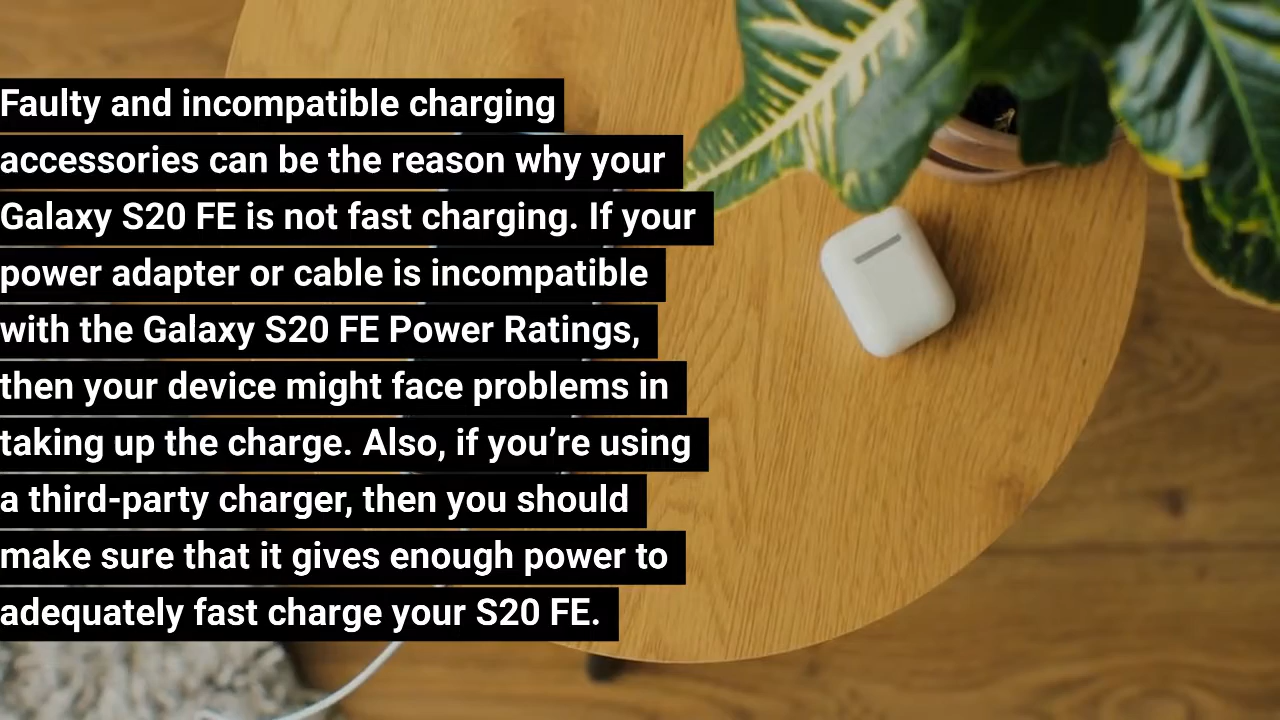 Faulty and incompatible charging
accessories can be the reason why your
Galaxy S20 FE is not fast charging. If your
power adapter or cable is incompatible
with the Galaxy S20 FE Power Ratings,
then your device might face problems in
taking up the charge. Also, if you’re using
a third-party charger, then you should
make sure that it gives enough power to
adequately fast charge your S20 FE.